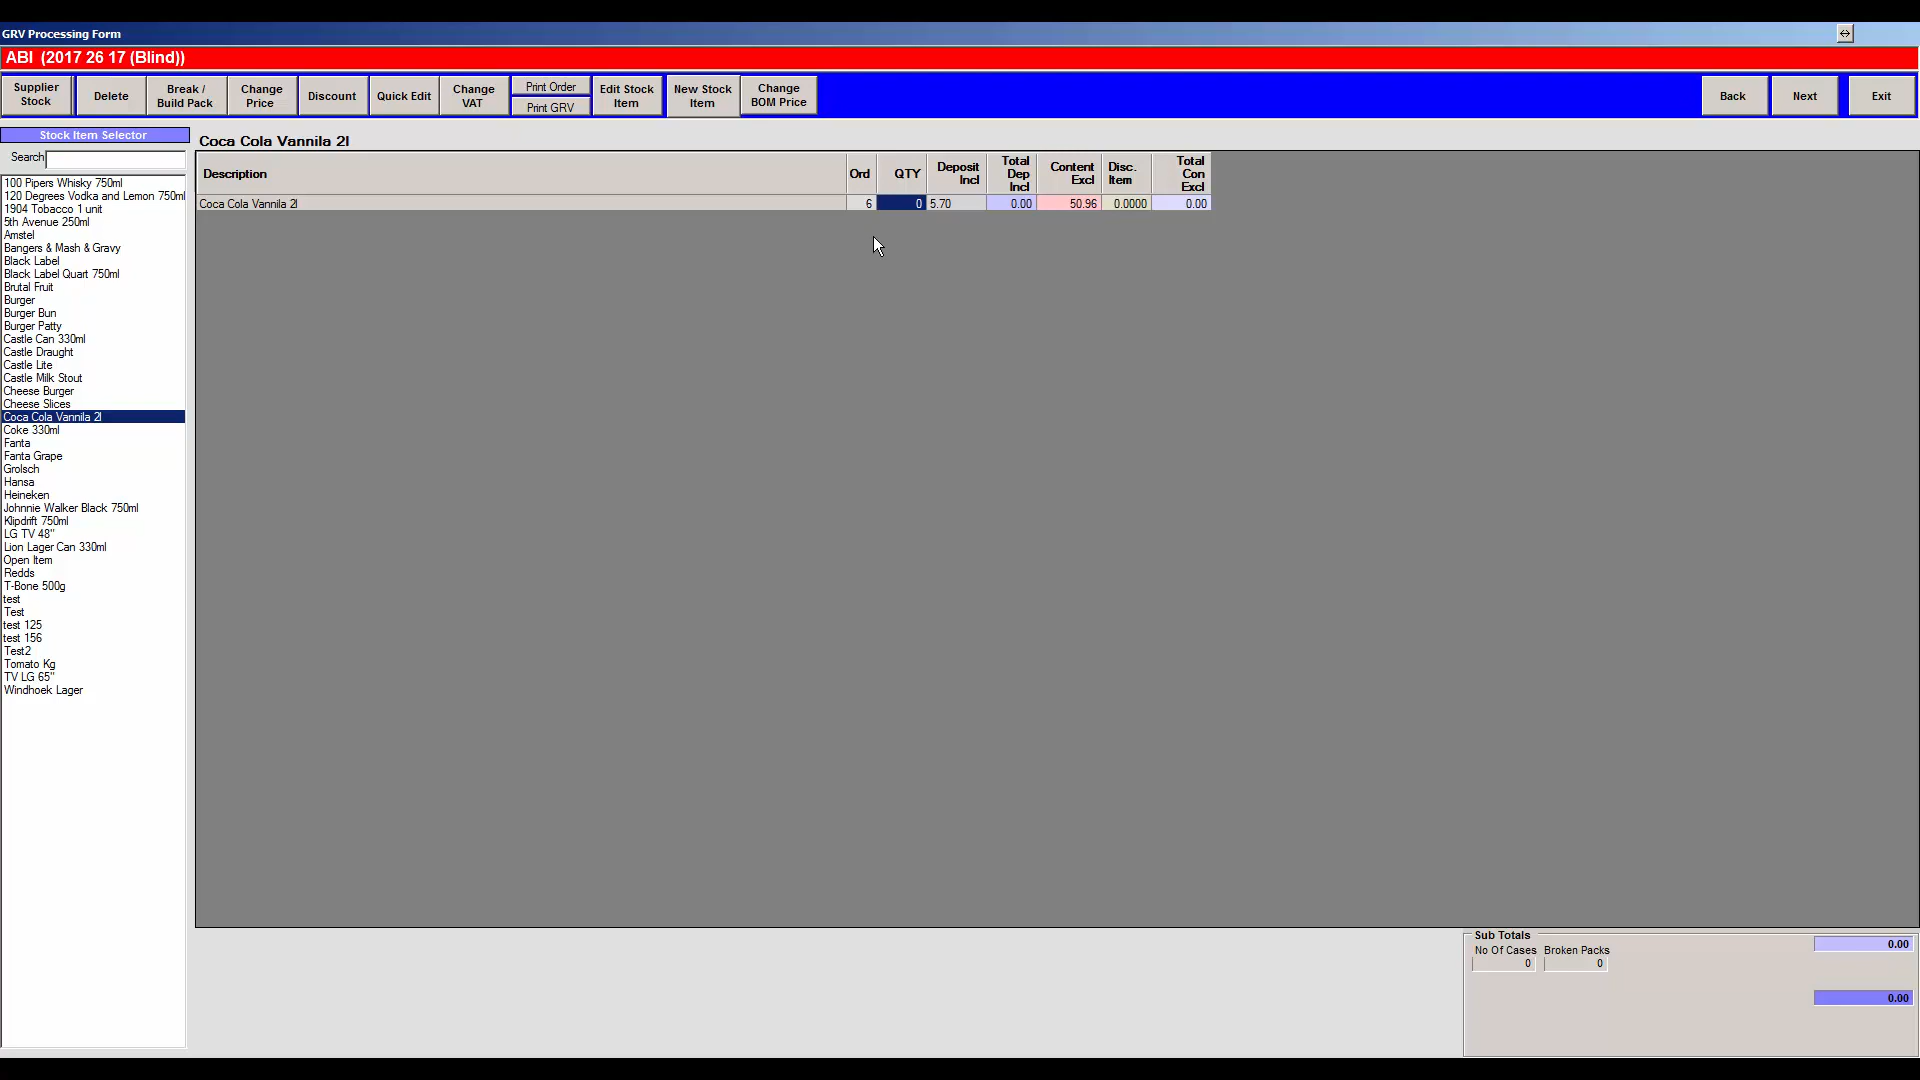 GRV Processing Form
ABI (2017 26 17 (Blind))
Supplier Stock
Delete
Break / Build Pack
Change Price
Discount
Quick Edit
Change VAT
Print Order
Print GRV
Edit Stock Item
New Stock Item
Change BOM Price
Back
Next
Exit
Stock Item Selector
Search
100 Pipers Whisky 750ml
120 Degrees Vodka and Lemon 750ml
1904 Tobacco 1 unit
5th Avenue 250ml
Amstel
Bangers & Mash & Gravy
Black Label
Black Label Quart 750ml
Brutal Fruit
Burger
Burger Bun
Burger Patty
Castle Can 330ml
Castle Draught
Castle Lite
Castle Milk Stout
Cheese Burger
Cheese Slices
Coca Cola Vannila 2l
Coke 330ml
Fanta
Fanta Grape
Grolsch
Hansa
Heineken
Johnnie Walker Black 750ml
Klipdrift 750ml
LG TV 48"
Lion Lager Can 330ml
Open Item
Redds
T-Bone 500g
test
Test
test 125
test 156
Test2
Tomato Kg
TV LG 65"
Windhoek Lager
Coca Cola Vannila 2l
Description Ord QTY Deposit Incl Total Dep Incl Content Excl Disc. Item Total Con Excl
Coca Cola Vannila 2l 6 0 5.70 0.00 50.96 0.0000 0.00
Sub Totals
No Of Cases Broken Packs
0 0
0.00
0.00